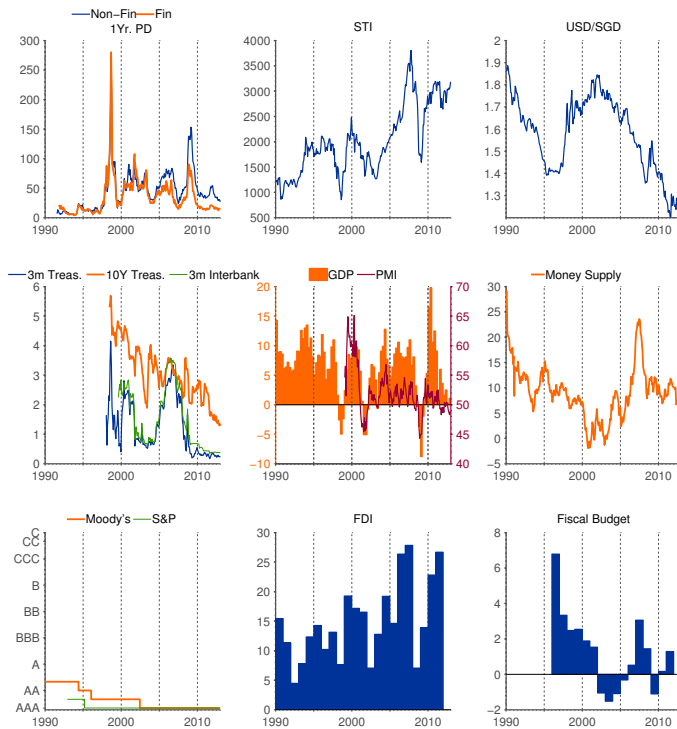 Non-Fin Fin
1Yr. PD
300
250
200
150
100
50
0
1990 2000 2010
STI
4000
3500
3000
2500
2000
1500
1000
500
1990 2000 2010
USD/SGD
2
1.9
1.8
1.7
1.6
1.5
1.4
1.3
1990 2000 2010
3m Treas. 10Y Treas. 3m Interbank
6
5
4
3
2
1
0
1990 2000 2010
GDP PMI
20 70
15 65
10 60
5 55
0 50
−5 45
−10 40
1990 2000 2010
Money Supply
30
25
20
15
10
5
0
−5
1990 2000 2010
Moody's S&P
C
CC
CCC
B
BB
BBB
A
AA
AAA
1990 2000 2010
FDI
30
25
20
15
10
5
0
1990 2000 2010
Fiscal Budget
8
6
4
2
0
−2
1990 2000 2010